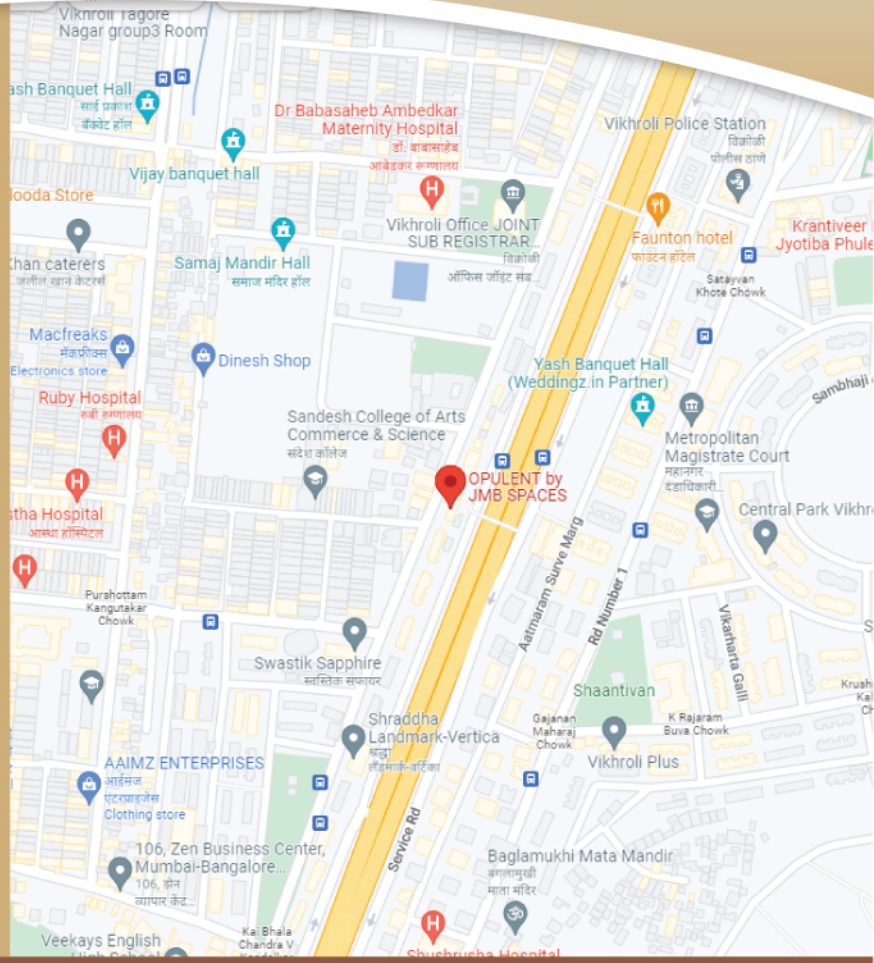 Vikhroli Tagore
Nagar group3 Room
ash Banquet Hall
साई प्रकाश
बँक्वेट हॉल
Vijay banquet hall
Dr Babasaheb Ambedkar
Maternity Hospital
डॉ. बाबासाहेब
आंबेडकर रुग्णालय
Vikhroli Police Station
विक्रोळी
पोलीस ठाणे
looda Store
Khan caterers
जलील खान केटरर्स
Samaj Mandir Hall
समाज मंदिर हॉल
Vikhroli Office JOINT
SUB REGISTRAR...
विक्रोळी
ऑफिस जॉइंट सब...
Faunton hotel
फाउंटन हॉटेल
Krantiveer
Jyotiba Phule
Satayvan
Khote Chowk
Macfreaks
मॅकफ्रीक्स
Electronics store
Dinesh Shop
Yash Banquet Hall
(Weddingz.in Partner)
Sambhaji
Ruby Hospital
रुबी रुग्णालय
Sandesh College of Arts
Commerce & Science
संदेश कॉलेज
Metropolitan
Magistrate Court
महानगर
दंडाधिकारी...
OPULENT by
JMB SPACES
stha Hospital
आस्था हॉस्पिटल
Central Park Vikhr
Aatmaram Surve Marg
Rd Number 1
Purshottam
Kangutakar
Chowk
Vikarharta Galli
Swastik Sapphire
स्वस्तिक सफायर
Shaantivan
Shraddha
Landmark-Vertica
श्रद्धा
लँडमार्क-वर्टिका
Gajanan
Maharaj
Chowk
K Rajaram
Buva Chowk
Krush
Ka
Ch
Vikhroli Plus
AAIMZ ENTERPRISES
आईमज
एंटरप्राइजेस
Clothing store
Service Rd
106, Zen Business Center,
Mumbai-Bangalore...
106, झेन
व्यापार केंद्र...
Baglamukhi Mata Mandir
बगलामुखी
माता मंदिर
Veekays English
High School
Kai Bhala
Chandra V
Shushrusha Hospital